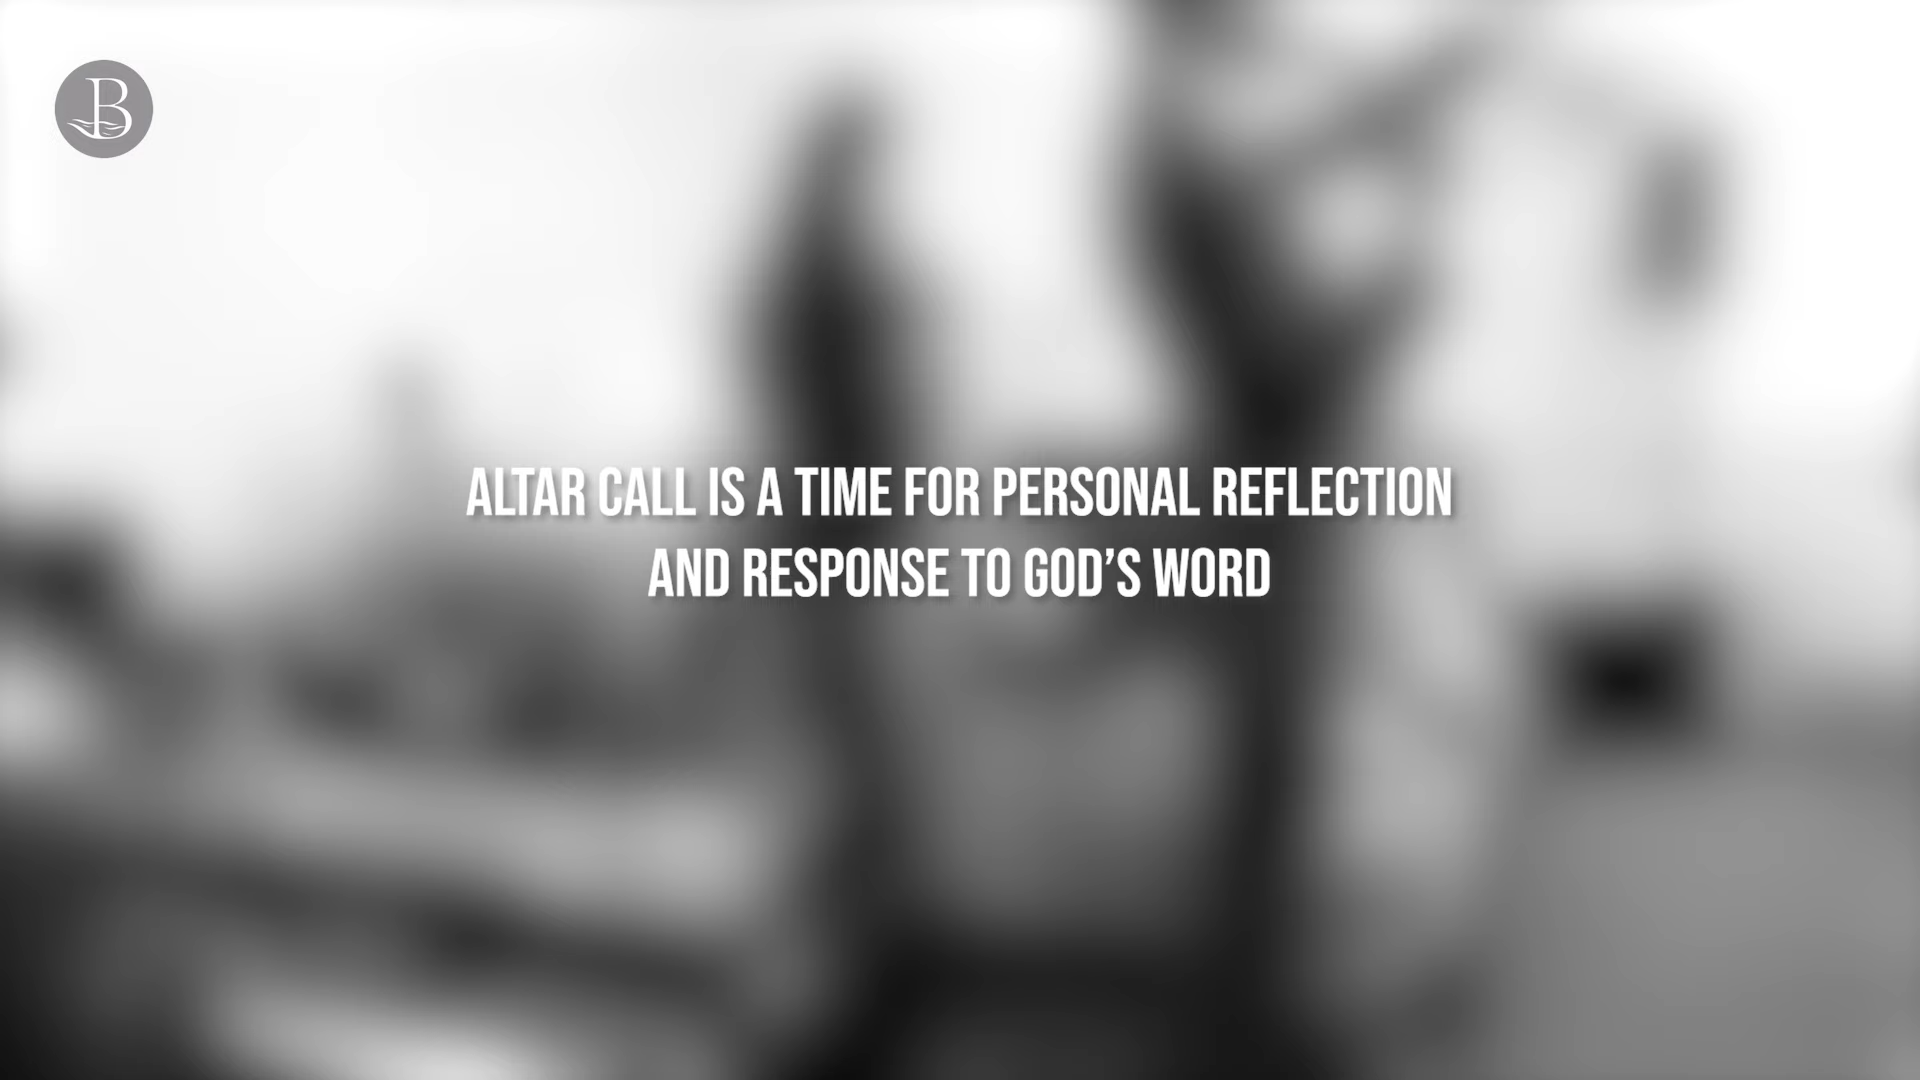 B
ALTAR CALL IS A TIME FOR PERSONAL REFLECTION
AND RESPONSE TO GOD’S WORD